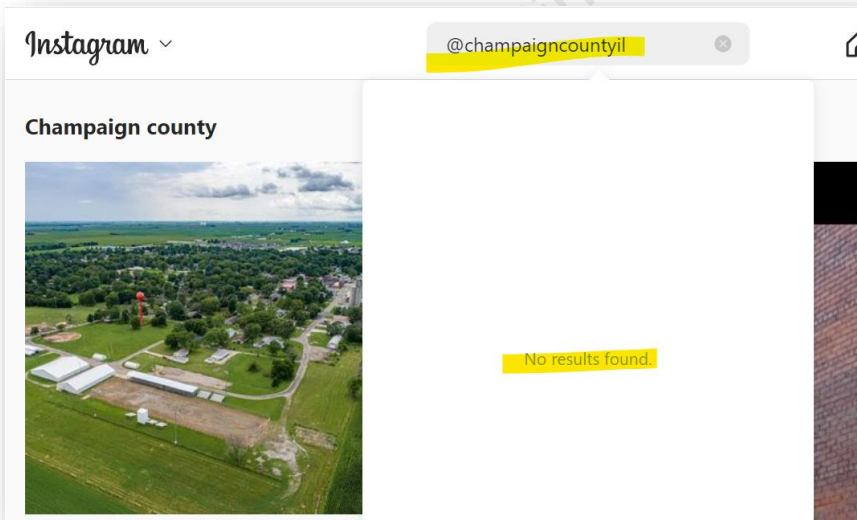 Instagram
@champaigncountyil
Champaign county
No results found.